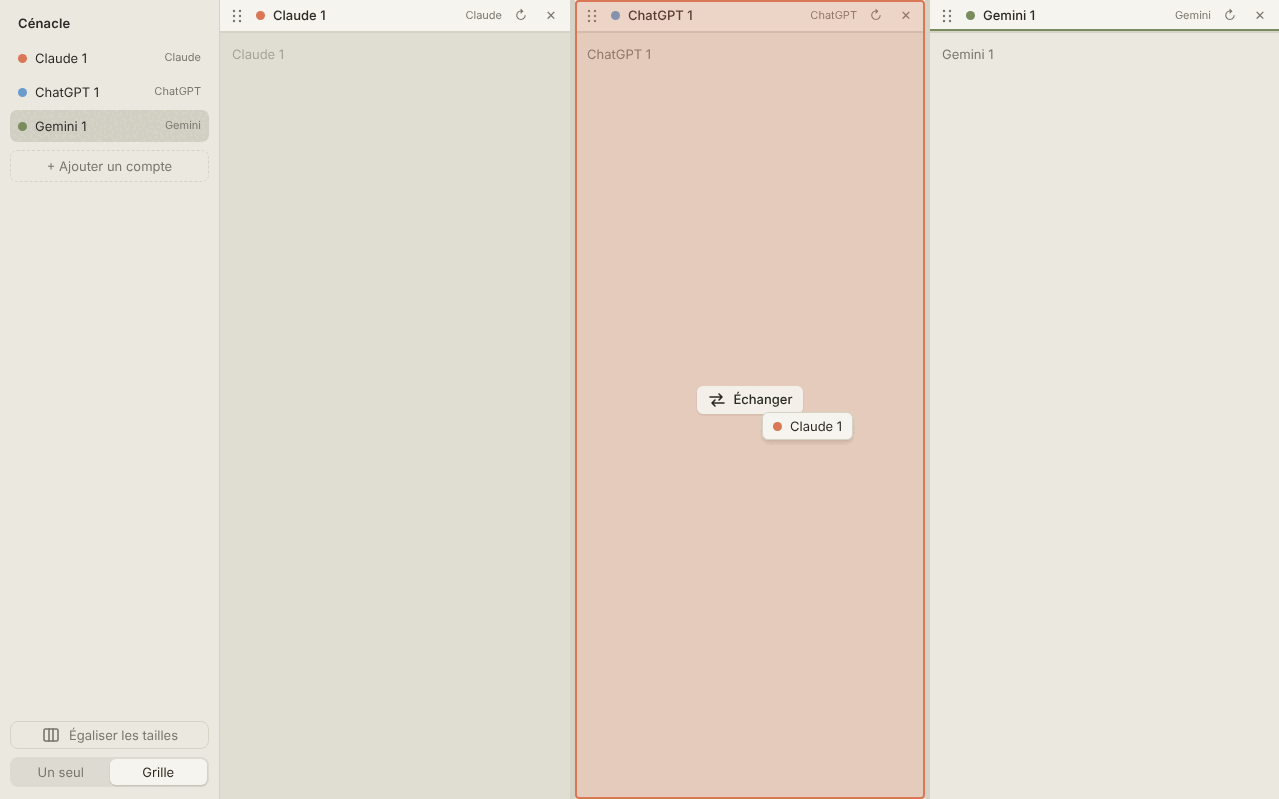 Cénacle
Claude 1 Claude
ChatGPT 1 ChatGPT
Gemini 1 Gemini
+ Ajouter un compte
Égaliser les tailles
Un seul Grille
Claude 1 Claude
Claude 1
ChatGPT 1 ChatGPT
ChatGPT 1
Échanger
Claude 1
Gemini 1 Gemini
Gemini 1